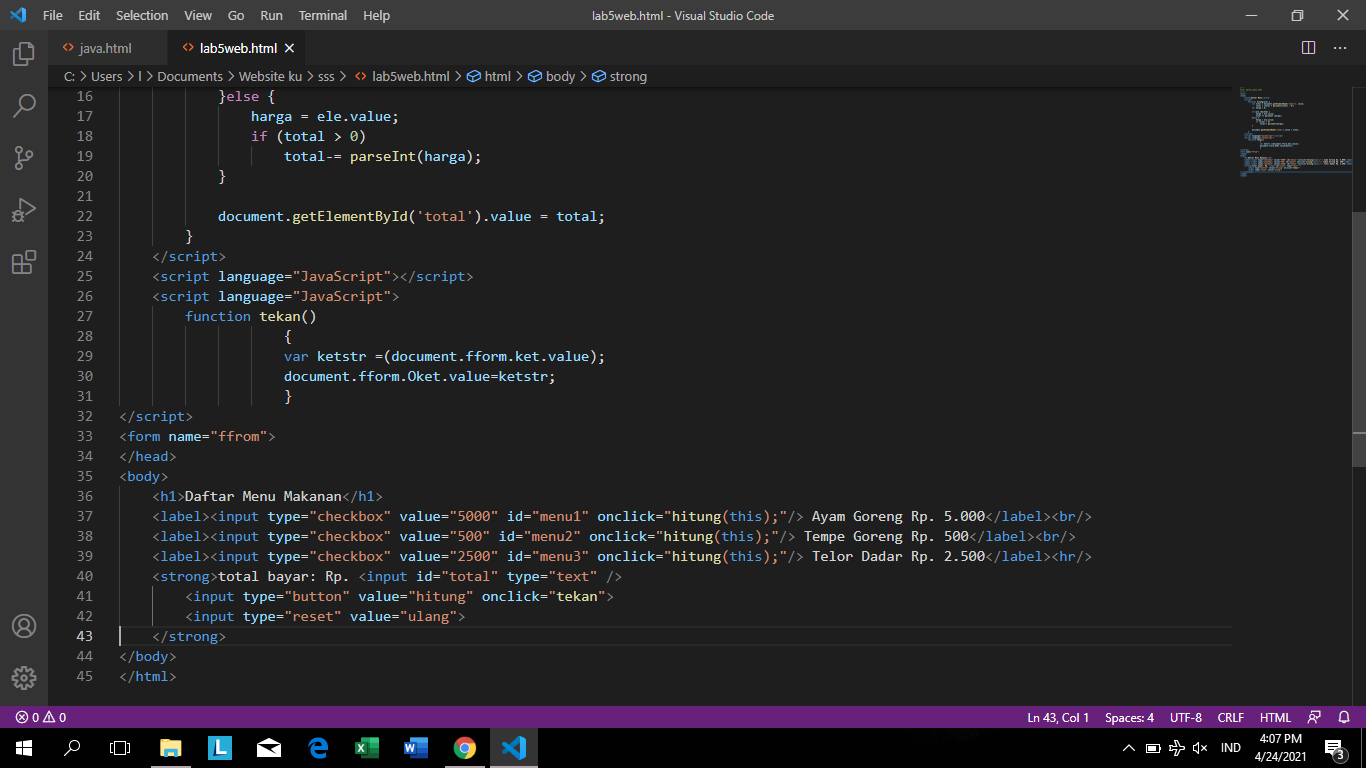 File Edit Selection View Go Run Terminal Help lab5web.html - Visual Studio Code
java.html lab5web.html
C: > Users > l > Documents > Website ku > sss > lab5web.html > html > body > strong
16 }else {
17 harga = ele.value;
18 if (total > 0)
19 total-= parseInt(harga);
20 }
21
22 document.getElementById('total').value = total;
23 }
24 </script>
25 <script language="JavaScript"></script>
26 <script language="JavaScript">
27 function tekan()
28 {
29 var ketstr =(document.fform.ket.value);
30 document.fform.Oket.value=ketstr;
31 }
32 </script>
33 <form name="ffrom">
34 </head>
35 <body>
36 <h1>Daftar Menu Makanan</h1>
37 <label><input type="checkbox" value="5000" id="menu1" onclick="hitung(this);"/> Ayam Goreng Rp. 5.000</label><br/>
38 <label><input type="checkbox" value="500" id="menu2" onclick="hitung(this);"/> Tempe Goreng Rp. 500</label><br/>
39 <label><input type="checkbox" value="2500" id="menu3" onclick="hitung(this);"/> Telor Dadar Rp. 2.500</label><hr/>
40 <strong>total bayar: Rp. <input id="total" type="text" />
41 <input type="button" value="hitung" onclick="tekan">
42 <input type="reset" value="ulang">
43 </strong>
44 </body>
45 </html>
0 0 Ln 43, Col 1 Spaces: 4 UTF-8 CRLF HTML
L IND 4:07 PM
4/24/2021 3